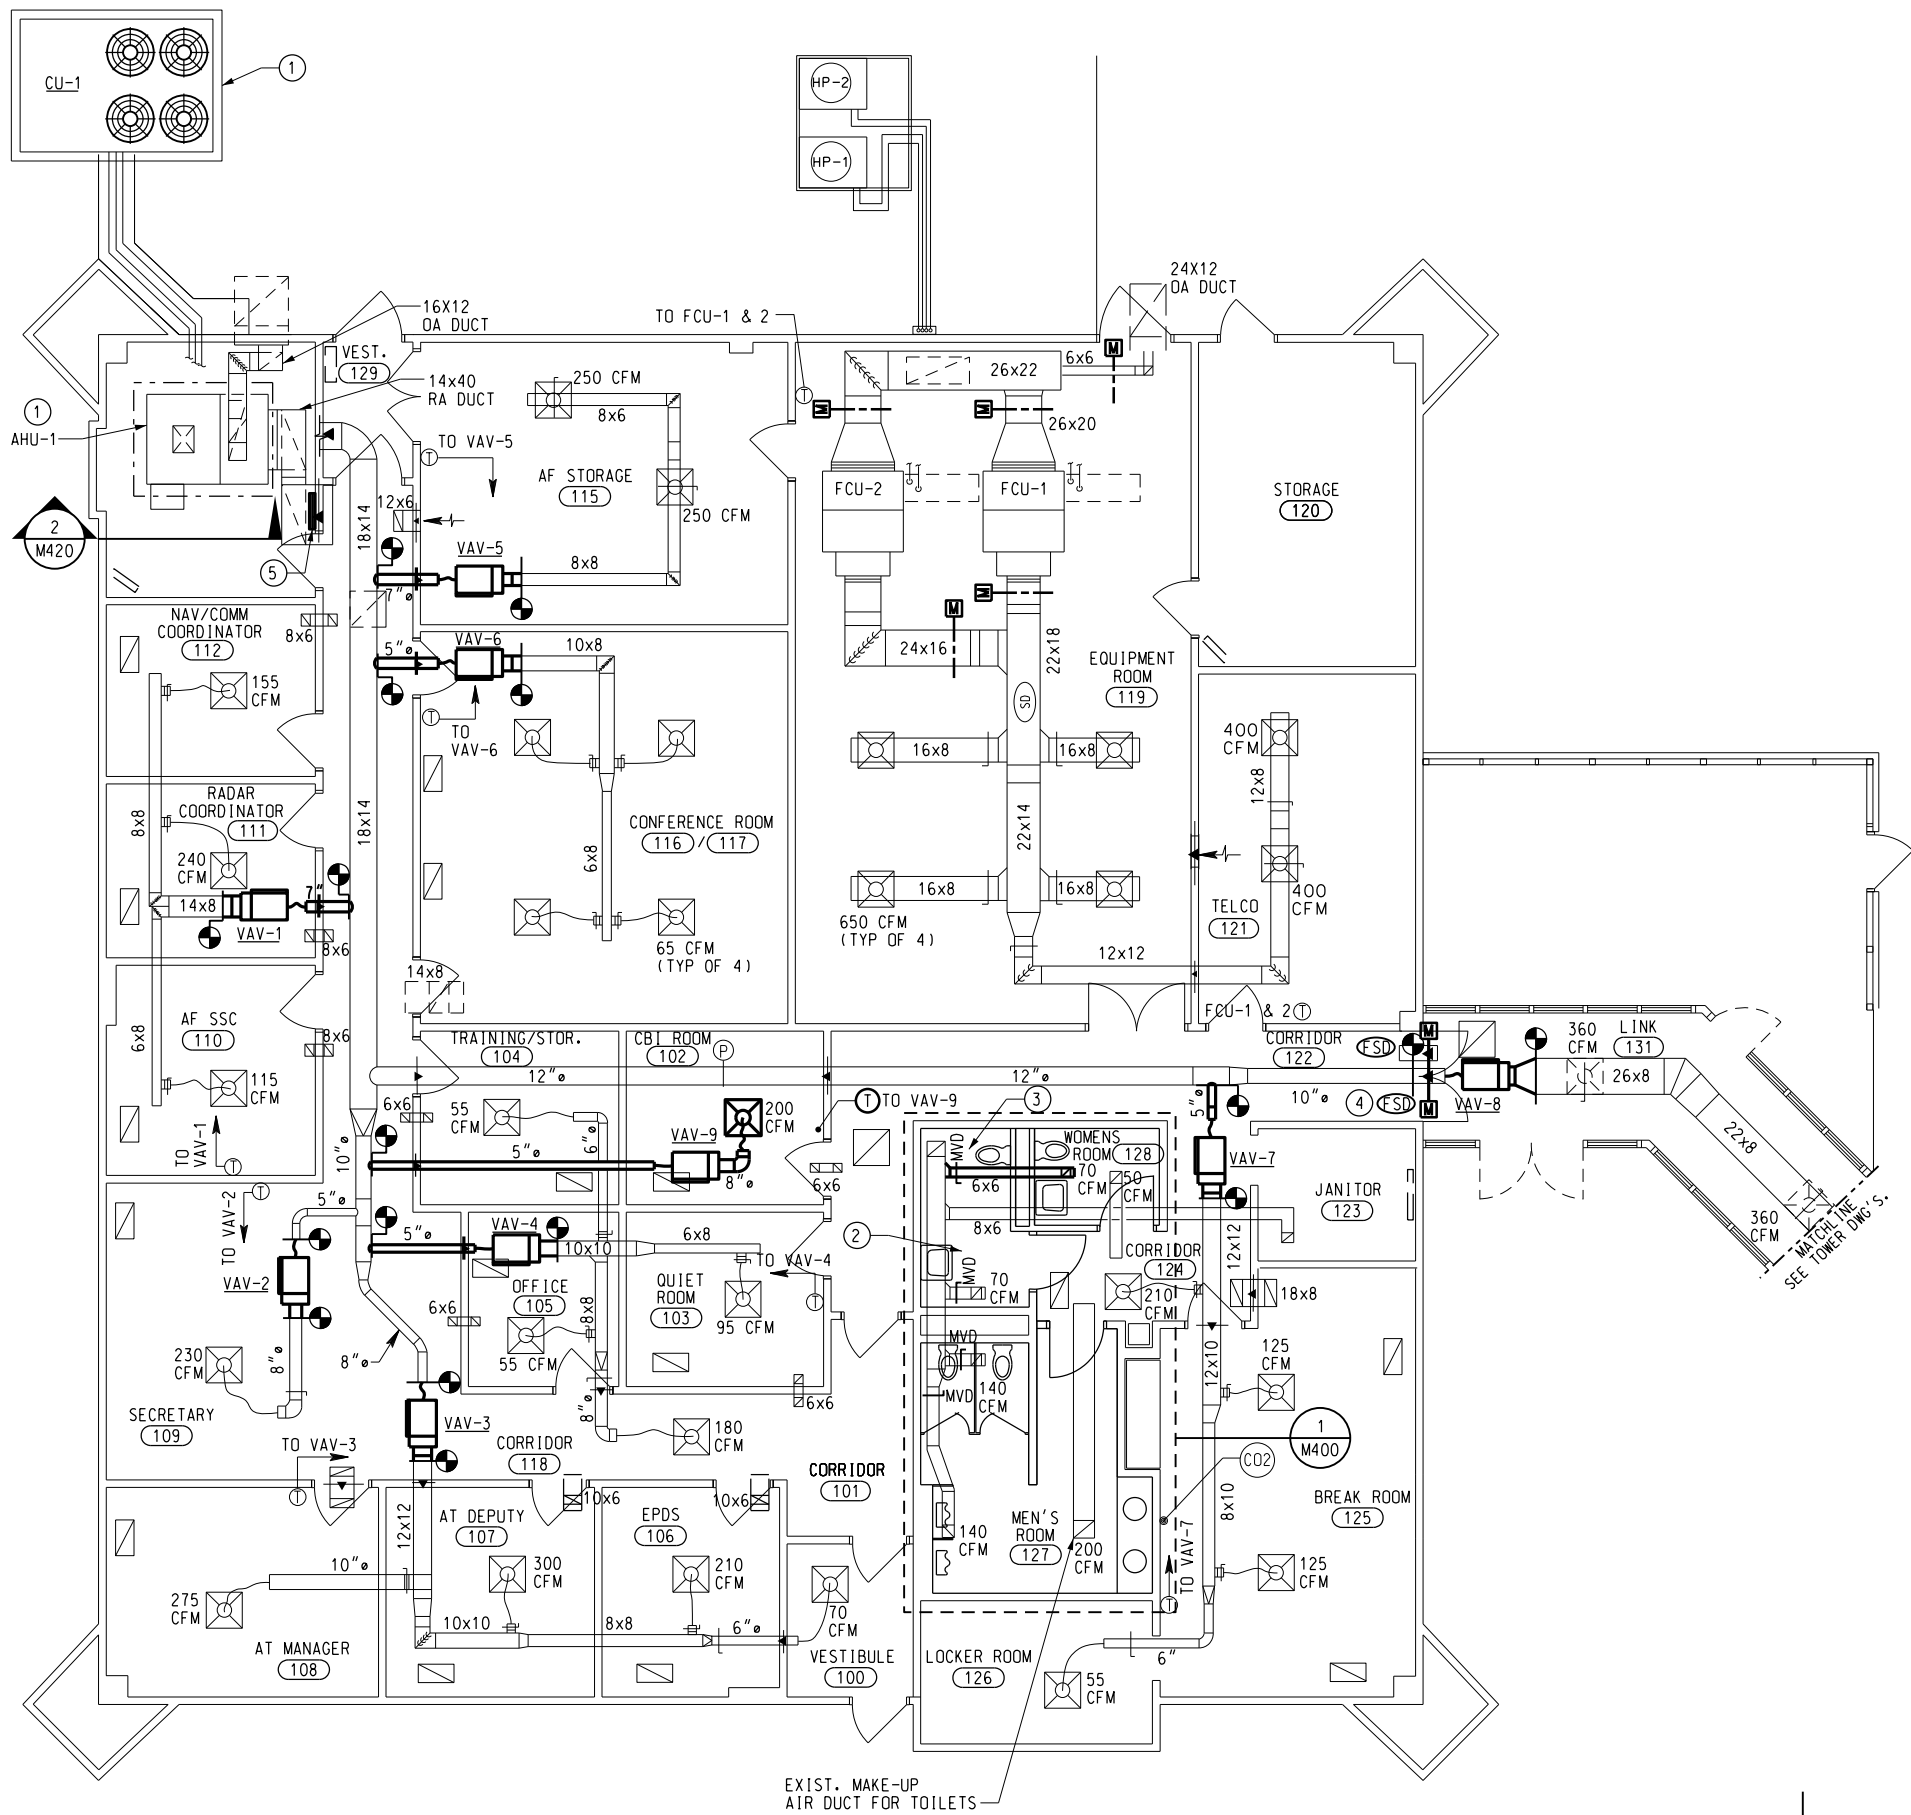 CU-1
1
HP-2
HP-1
24X12
OA DUCT
16X12
OA DUCT
TO FCU-1 & 2
VEST.
129
14x40
RA DUCT
1
AHU-1
250 CFM
8x6
T
M
26x22
6x6
M
M
26x20
TO VAV-5
T
AF STORAGE
115
250 CFM
12x6
FCU-2
FCU-1
STORAGE
120
2
M420
5
18x14
VAV-5
8x8
7"ø
M
M
NAV/COMM
COORDINATOR
112
8x6
5"ø
VAV-6
10x8
24x16
22x18
EQUIPMENT
ROOM
119
SD
155
CFM
T
TO
VAV-6
16x8
16x8
400
CFM
12x8
RADAR
COORDINATOR
111
8x8
18x14
CONFERENCE ROOM
116 / 117
6x8
22x14
240
CFM
14x8
7"
VAV-1
8x6
16x8
16x8
400
CFM
TELCO
121
650 CFM
(TYP OF 4)
65 CFM
(TYP OF 4)
12x12
14x8
AF SSC
110
6x8
8x6
115
CFM
TO VAV-1
T
FCU-1 & 2 T
TRAINING/STOR.
104
CBI ROOM
102
P
CORRIDOR
122
FSD
M
360
CFM
LINK
131
12"ø
12"ø
10"ø
4
FSD
M
VAV-8
26x8
22x8
360
CFM
MATCHLINE
SEE TOWER DWG'S.
6x6
55
CFM
6"ø
200
CFM
T TO VAV-9
3
5"ø
10"ø
5"ø
VAV-9
8"ø
6x6
MVD
WOMENS
ROOM 128
6x6
70
CFM
50
CFM
VAV-7
JANITOR
123
TO VAV-2
T
5"ø
VAV-2
5"ø
VAV-4
10x10
6x8
TO VAV-4
T
2
8x6
MVD
70
CFM
CORRIDOR
124
210
CFM
12x12
18x8
OFFICE
105
8x8
QUIET
ROOM
103
95 CFM
6x6
55 CFM
8"ø
8"ø
230
CFM
SECRETARY
109
VAV-3
8"ø
6x6
MVD
MVD
140
CFM
12x10
125
CFM
180
CFM
CORRIDOR
118
TO VAV-3
T
CORRIDOR
101
1
M400
CO2
10x6
10x6
AT DEPUTY
107
EPDS
106
12x12
MEN'S
ROOM
127
140
CFM
200
CFM
TO VAV-7
T
8x10
BREAK ROOM
125
125
CFM
10"ø
300
CFM
210
CFM
275
CFM
70
CFM
10x10
8x8
6"ø
AT MANAGER
108
VESTIBULE
100
LOCKER ROOM
126
6"
55
CFM
EXIST. MAKE-UP
AIR DUCT FOR TOILETS